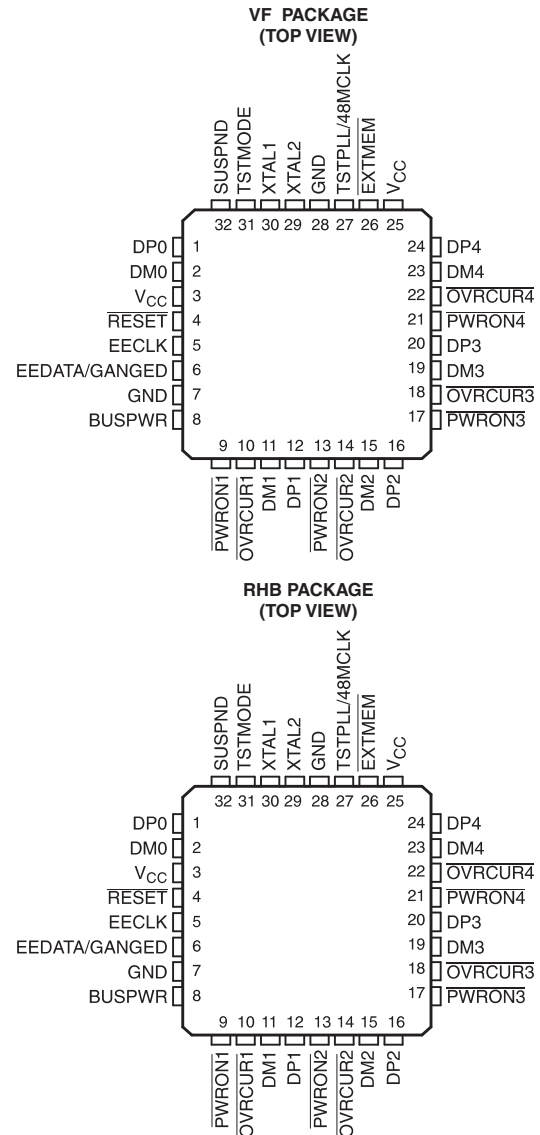 VF PACKAGE
(TOP VIEW)
SUSPND
TSTMODE
XTAL1
XTAL2
GND
TSTPLL/48MCLK
EXTMEM
VCC
32 31 30 29 28 27 26 25
DP0 1
DM0 2
VCC 3
RESET 4
EECLK 5
EEDATA/GANGED 6
GND 7
BUSPWR 8
24 DP4
23 DM4
22 OVRCUR4
21 PWRON4
20 DP3
19 DM3
18 OVRCUR3
17 PWRON3
9 10 11 12 13 14 15 16
PWRON1
OVRCUR1
DM1
DP1
PWRON2
OVRCUR2
DM2
DP2
RHB PACKAGE
(TOP VIEW)
SUSPND
TSTMODE
XTAL1
XTAL2
GND
TSTPLL/48MCLK
EXTMEM
VCC
32 31 30 29 28 27 26 25
DP0 1
DM0 2
VCC 3
RESET 4
EECLK 5
EEDATA/GANGED 6
GND 7
BUSPWR 8
24 DP4
23 DM4
22 OVRCUR4
21 PWRON4
20 DP3
19 DM3
18 OVRCUR3
17 PWRON3
9 10 11 12 13 14 15 16
PWRON1
OVRCUR1
DM1
DP1
PWRON2
OVRCUR2
DM2
DP2